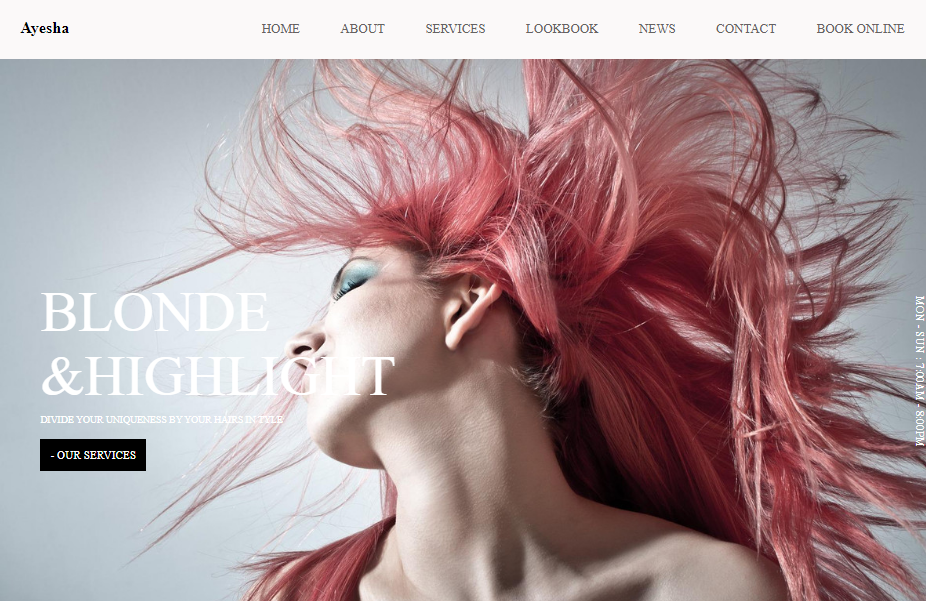 Ayesha
HOME
ABOUT
SERVICES
LOOKBOOK
NEWS
CONTACT
BOOK ONLINE
BLONDE
&HIGHLIGHT
DIVIDE YOUR UNIQUENESS BY YOUR HAIRS IN TYLE
- OUR SERVICES
MON - SUN : 7:00AM - 8:00PM